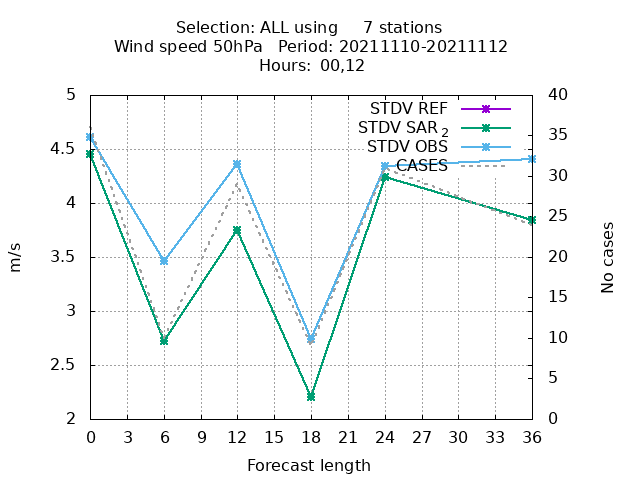 Selection: ALL using     7 stations
Wind speed 50hPa   Period: 20211110-20211112
Hours: 00,12
5 40
STDV REF
STDV SAR 2
STDV OBS
CASES
4.5 35
4 30
3.5 25
3 20
2.5 15
2 10
5
0
m/s
No cases
0 3 6 9 12 15 18 21 24 27 30 33 36
Forecast length